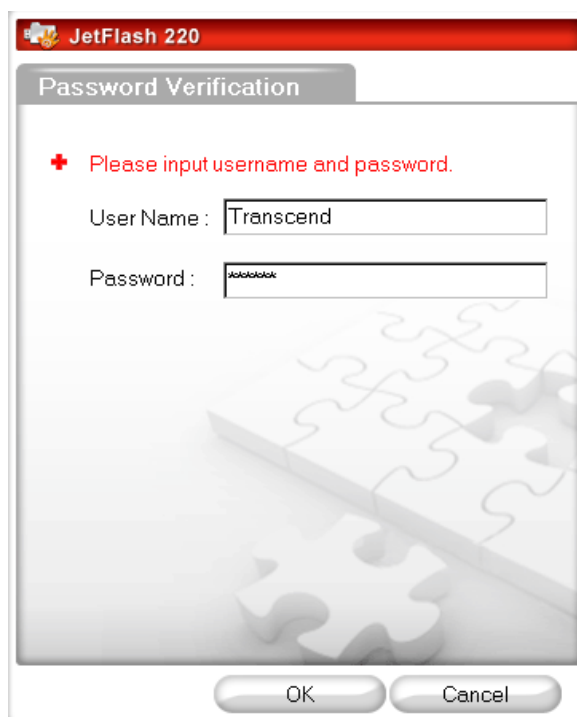 JetFlash 220
Password Verification
Please input username and password.
User Name : Transcend
Password : ******
OK Cancel